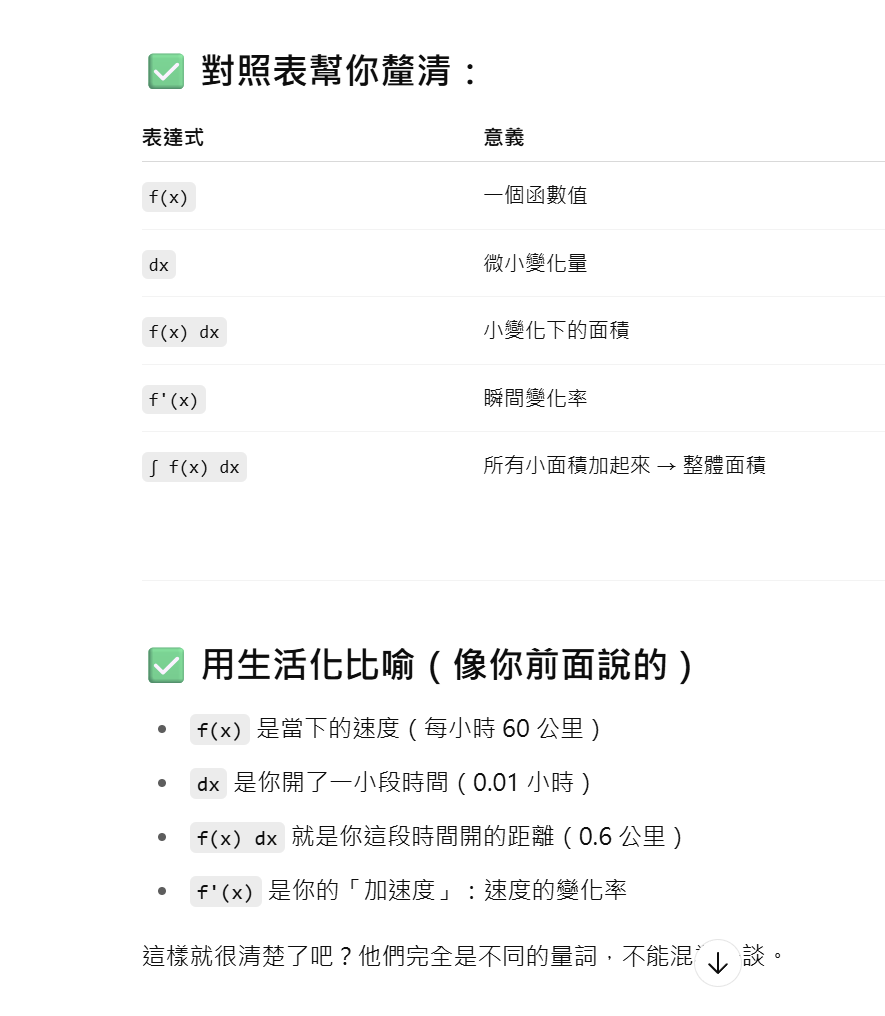 ✅ 對照表幫你釐清：
表達式 意義
f(x) 一個函數值
dx 微小變化量
f(x) dx 小變化下的面積
f'(x) 瞬間變化率
∫ f(x) dx 所有小面積加起來 → 整體面積
✅ 用生活化比喻（像你前面說的）
• f(x) 是當下的速度（每小時 60 公里）
• dx 是你開了一小段時間（0.01 小時）
• f(x) dx 就是你這段時間開的距離（0.6 公里）
• f'(x) 是你的「加速度」：速度的變化率
這樣就很清楚了吧？他們完全是不同的量詞，不能混 談。